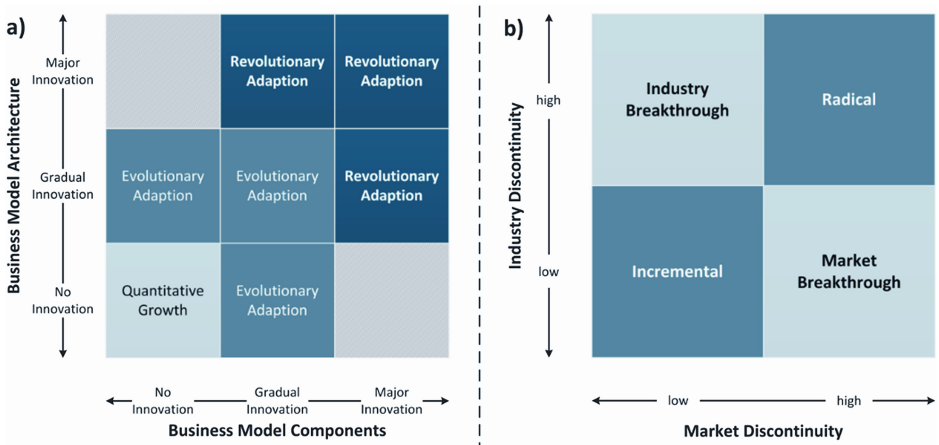 a)
Business Model Architecture
Major
Innovation
Gradual
Innovation
No
Innovation
Revolutionary
Adaption
Revolutionary
Adaption
Evolutionary
Adaption
Evolutionary
Adaption
Revolutionary
Adaption
Quantitative
Growth
Evolutionary
Adaption
No
Innovation
Gradual
Innovation
Major
Innovation
Business Model Components
b)
Industry Discontinuity
high
low
Industry
Breakthrough
Radical
Incremental
Market
Breakthrough
low
high
Market Discontinuity